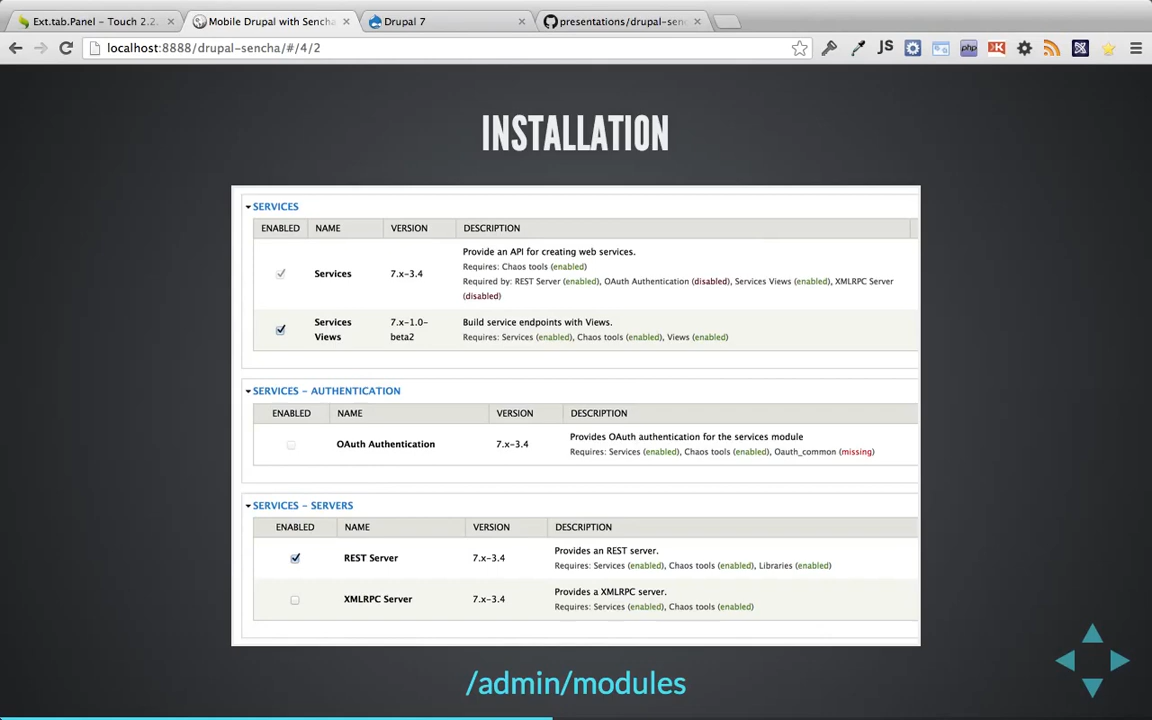 Ext.tab.Panel - Touch 2.2. Mobile Drupal with Sencha Drupal 7 presentations/drupal-senc
localhost:8888/drupal-sencha/#/4/2
JS php K
INSTALLATION
SERVICES
ENABLED NAME VERSION DESCRIPTION
Provide an API for creating web services.
Services 7.x-3.4 Requires: Chaos tools (enabled)
Required by: REST Server (enabled), OAuth Authentication (disabled), Services Views (enabled), XMLRPC Server
(disabled)
Services 7.x-1.0- Build service endpoints with Views.
Views beta2 Requires: Services (enabled), Chaos tools (enabled), Views (enabled)
SERVICES - AUTHENTICATION
ENABLED NAME VERSION DESCRIPTION
Provides OAuth authentication for the services module
OAuth Authentication 7.x-3.4 Requires: Services (enabled), Chaos tools (enabled), Oauth_common (missing)
SERVICES - SERVERS
ENABLED NAME VERSION DESCRIPTION
Provides an REST server.
REST Server 7.x-3.4 Requires: Services (enabled), Chaos tools (enabled), Libraries (enabled)
Provides a XMLRPC server.
XMLRPC Server 7.x-3.4 Requires: Services (enabled), Chaos tools (enabled)
/admin/modules